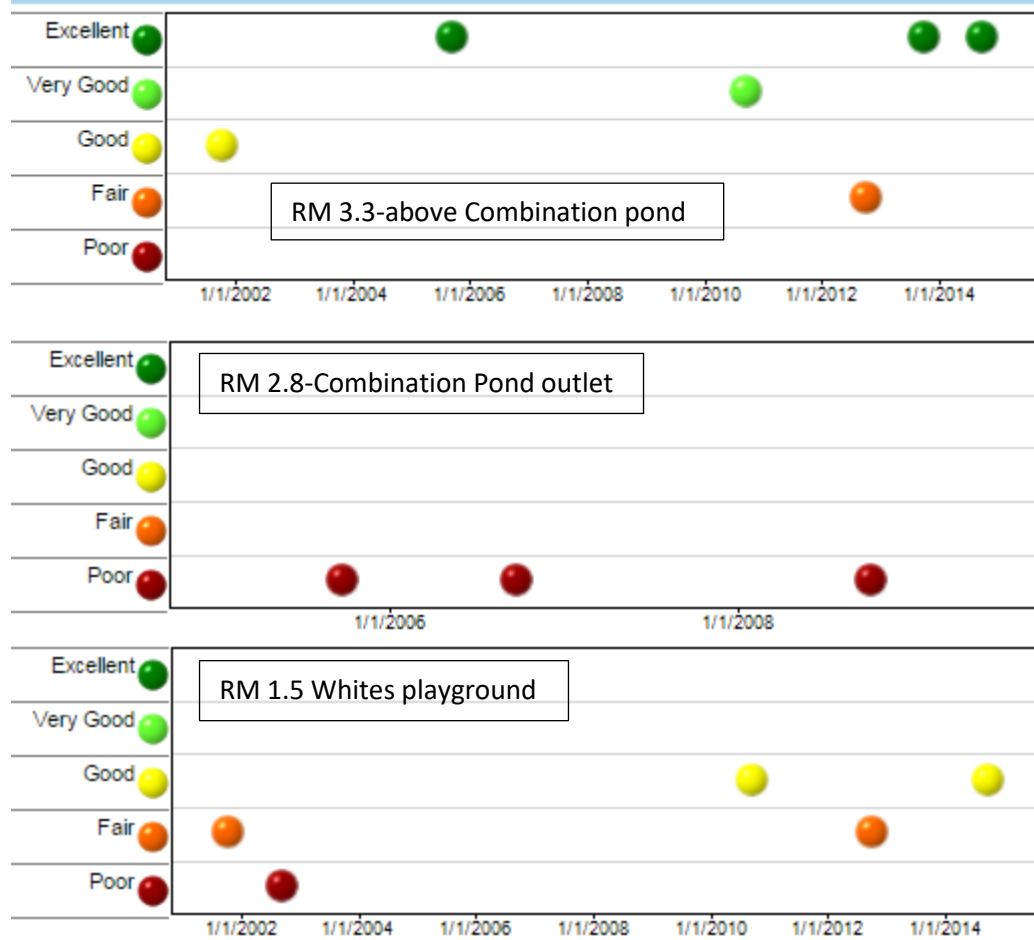 Excellent
Very Good
Good
Fair
RM 3.3-above Combination pond
Poor
1/1/2002 1/1/2004 1/1/2006 1/1/2008 1/1/2010 1/1/2012 1/1/2014
Excellent
RM 2.8-Combination Pond outlet
Very Good
Good
Fair
Poor
1/1/2006 1/1/2008
Excellent
RM 1.5 Whites playground
Very Good
Good
Fair
Poor
1/1/2002 1/1/2004 1/1/2006 1/1/2008 1/1/2010 1/1/2012 1/1/2014